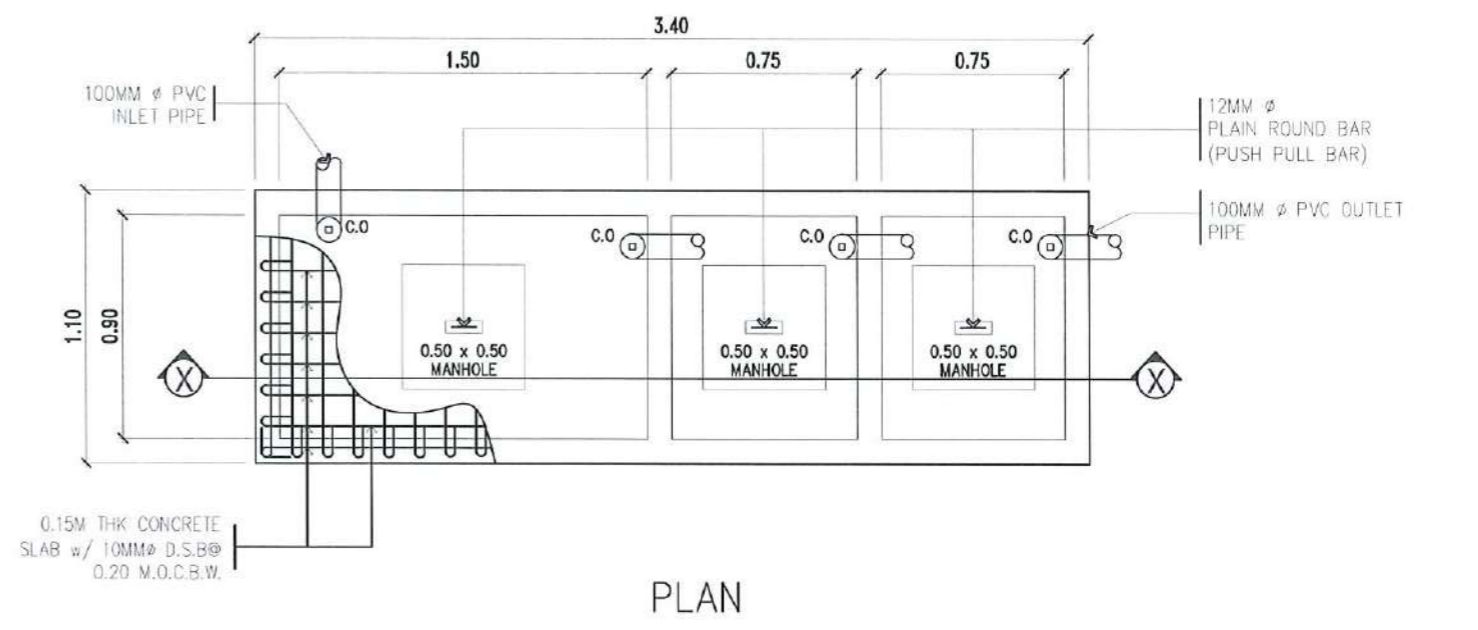 3.40
1.50
0.75
0.75
100MM ø PVC
INLET PIPE
12MM ø
PLAIN ROUND BAR
(PUSH PULL BAR)
100MM ø PVC OUTLET
PIPE
C.O
C.O
C.O
C.O
1.10
0.90
0.50 x 0.50
MANHOLE
0.50 x 0.50
MANHOLE
0.50 x 0.50
MANHOLE
X
X
0.15M THK CONCRETE
SLAB w/ 10MMø D.S.B@
0.20 M.O.C.B.W.
PLAN